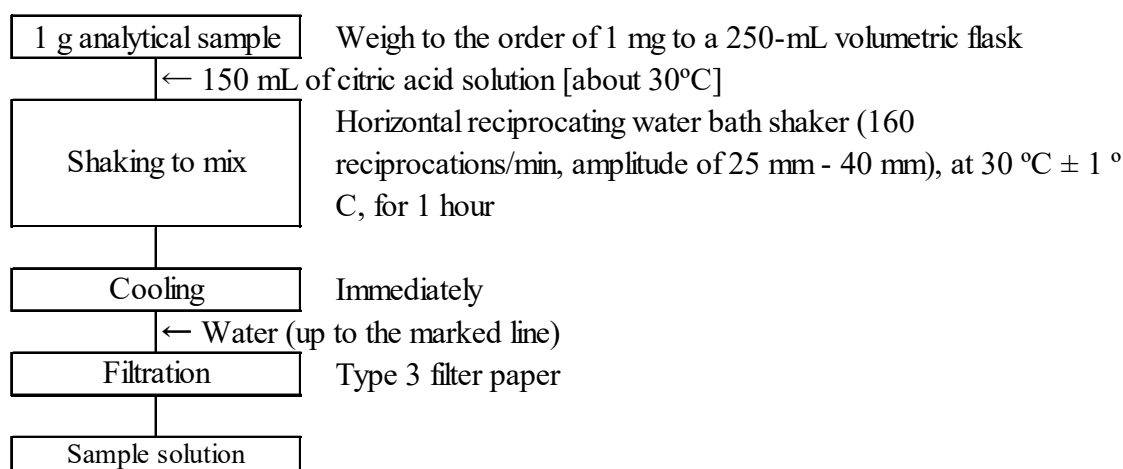 1 g analytical sample Weigh to the order of 1 mg to a 250-mL volumetric flask
← 150 mL of citric acid solution [about 30ºC]
Horizontal reciprocating water bath shaker (160
Shaking to mix reciprocations/min, amplitude of 25 mm - 40 mm), at 30 ºC ± 1 º
C, for 1 hour
Cooling Immediately
← Water (up to the marked line)
Filtration Type 3 filter paper
Sample solution